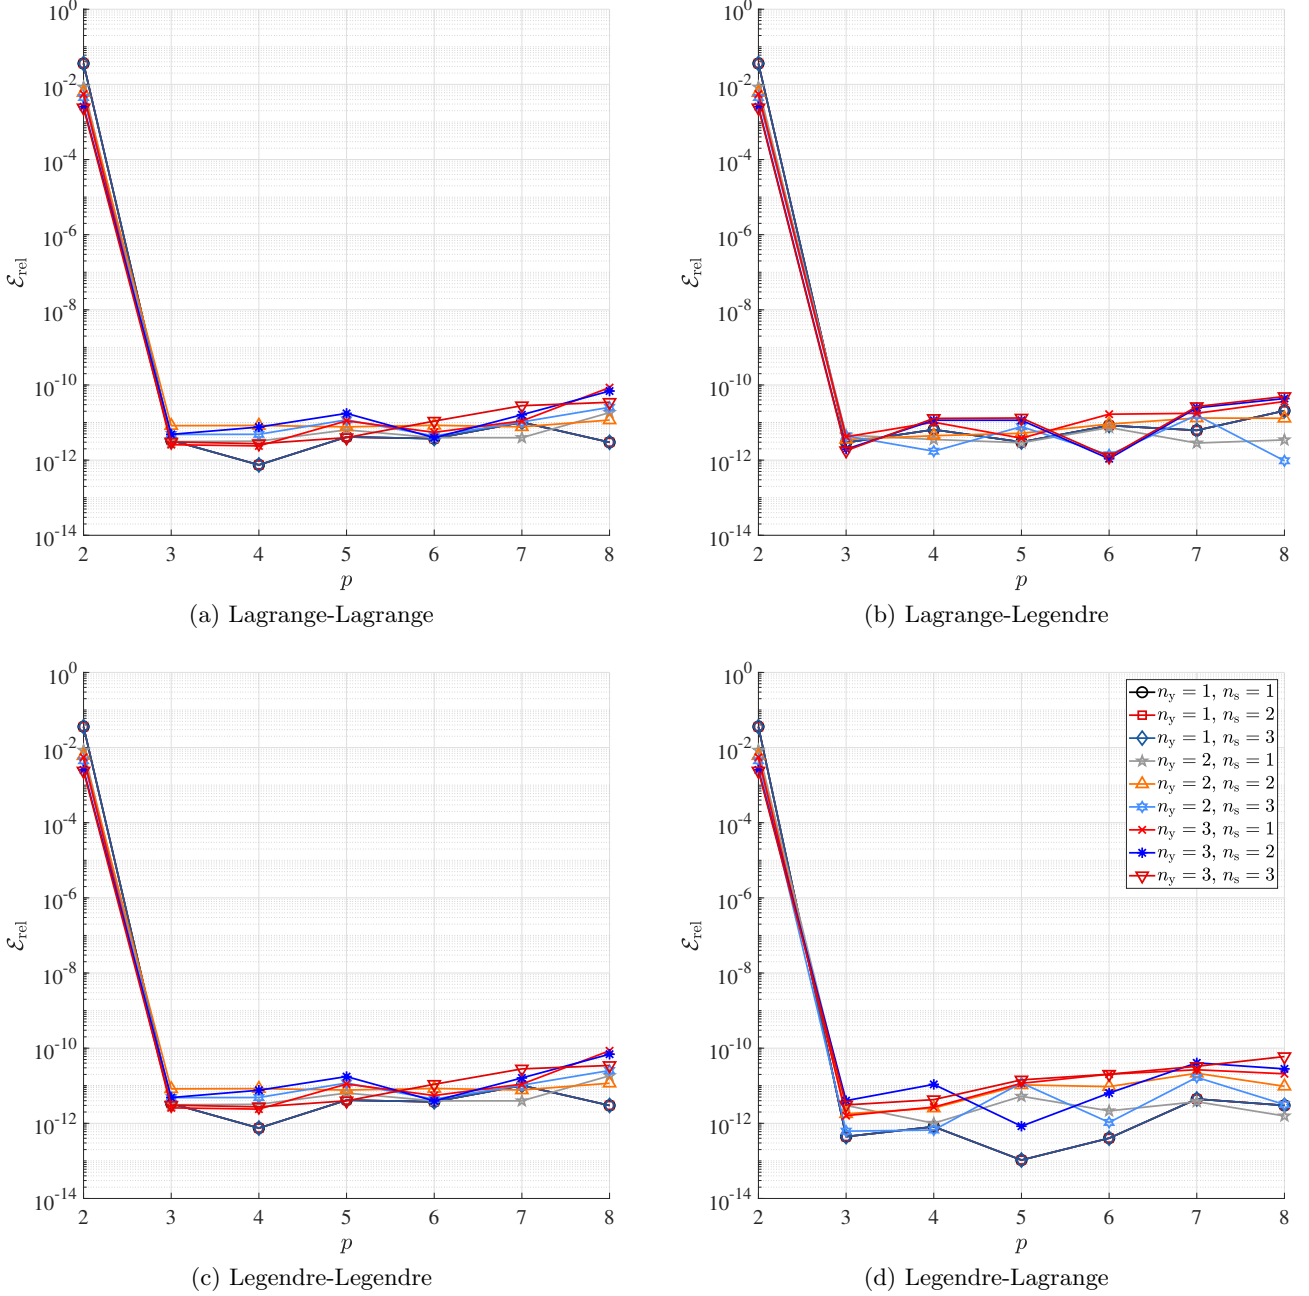 10^0
10^-2
10^-4
10^-6
10^-8
10^-10
10^-12
10^-14
ℰ_rel
2 3 4 5 6 7 8
p
(a) Lagrange-Lagrange
10^0
10^-2
10^-4
10^-6
10^-8
10^-10
10^-12
10^-14
ℰ_rel
2 3 4 5 6 7 8
p
(b) Lagrange-Legendre
10^0
10^-2
10^-4
10^-6
10^-8
10^-10
10^-12
10^-14
ℰ_rel
2 3 4 5 6 7 8
p
(c) Legendre-Legendre
10^0
10^-2
10^-4
10^-6
10^-8
10^-10
10^-12
10^-14
ℰ_rel
2 3 4 5 6 7 8
p
n_y = 1, n_s = 1
n_y = 1, n_s = 2
n_y = 1, n_s = 3
n_y = 2, n_s = 1
n_y = 2, n_s = 2
n_y = 2, n_s = 3
n_y = 3, n_s = 1
n_y = 3, n_s = 2
n_y = 3, n_s = 3
(d) Legendre-Lagrange